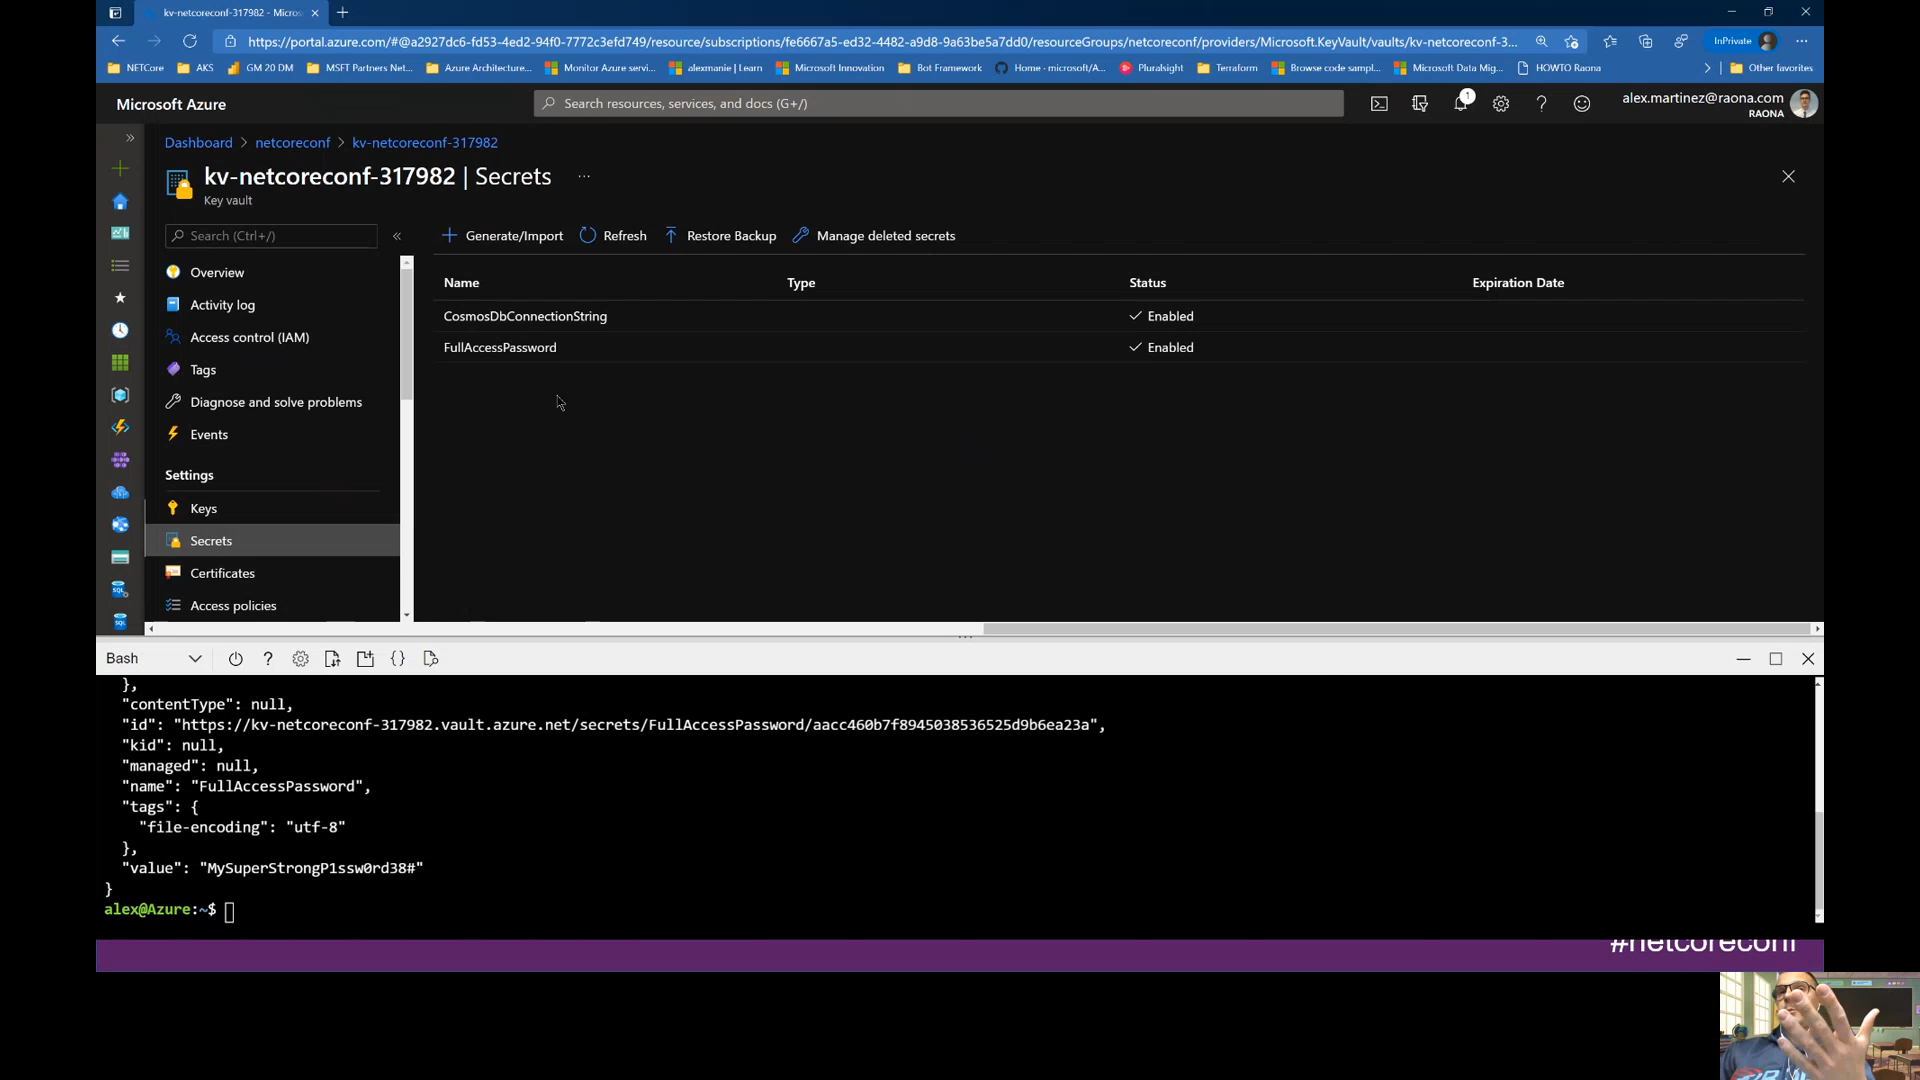 kv-netcoreconf-317982 - Micros
https://portal.azure.com/#@a2927dc6-fd53-4ed2-94f0-7772c3efd749/resource/subscriptions/fe6667a5-ed32-4482-a9d8-9a63be5a7dd0/resourceGroups/netcoreconf/providers/Microsoft.KeyVault/vaults/kv-netcoreconf-3...
InPrivate
NETCore AKS GM 20 DM MSFT Partners Net... Azure Architecture... Monitor Azure servi... alexmanie | Learn Microsoft Innovation Bot Framework Home - microsoft/A... Pluralsight Terraform Browse code sampl... Microsoft Data Mig... HOWTO Raona Other favorites
Microsoft Azure
Search resources, services, and docs (G+/)
1
alex.martinez@raona.com
RAONA
Dashboard > netcoreconf > kv-netcoreconf-317982
kv-netcoreconf-317982 | Secrets ...
Key vault
Search (Ctrl+/)
Generate/Import Refresh Restore Backup Manage deleted secrets
Overview
Activity log
Access control (IAM)
Tags
Diagnose and solve problems
Events
Settings
Keys
Secrets
Certificates
Access policies
Name Type Status Expiration Date
CosmosDbConnectionString Enabled
FullAccessPassword Enabled
Bash
},
"contentType": null,
"id": "https://kv-netcoreconf-317982.vault.azure.net/secrets/FullAccessPassword/aacc460b7f8945038536525d9b6ea23a",
"kid": null,
"managed": null,
"name": "FullAccessPassword",
"tags": {
"file-encoding": "utf-8"
},
"value": "MySuperStrongP1ssw0rd38#"
}
alex@Azure:~$
#netcoreconf